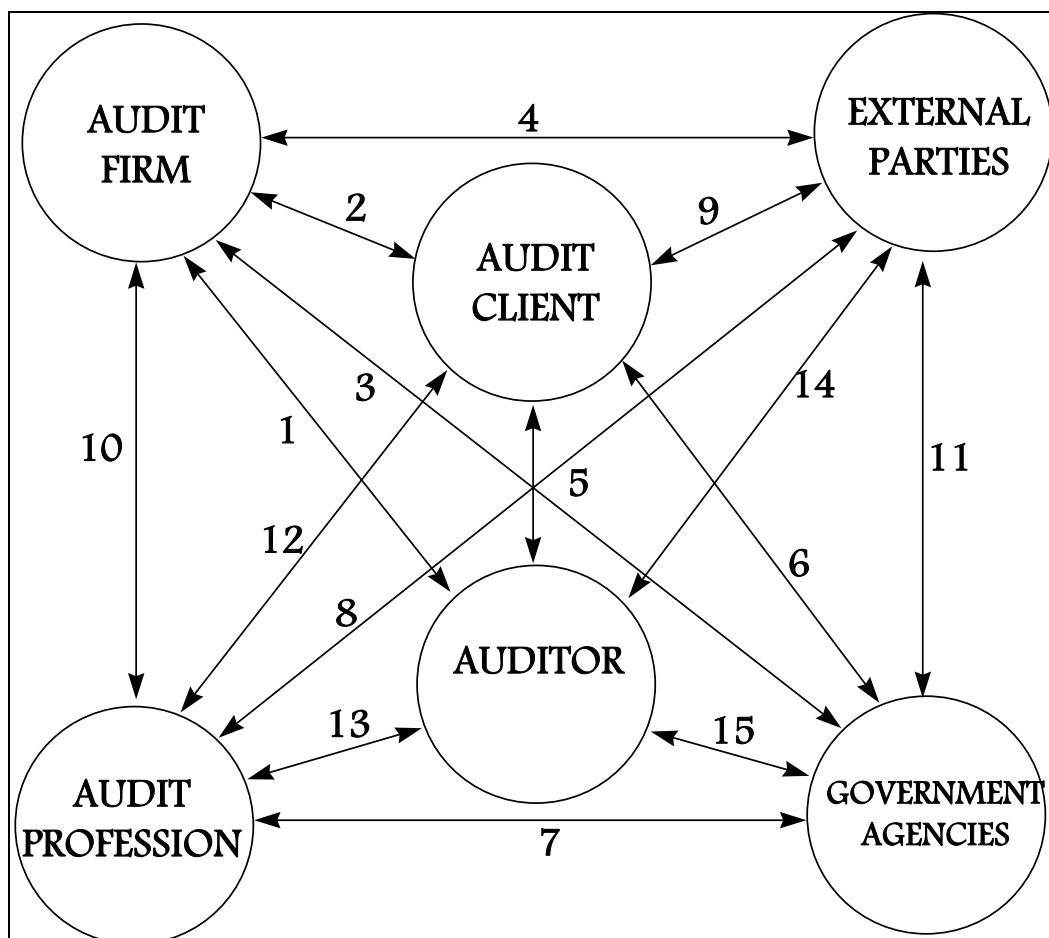 AUDIT
FIRM
4
EXTERNAL
PARTIES
2
9
AUDIT
CLIENT
3
14
1
10
5
11
12
6
8
AUDITOR
13
15
AUDIT
PROFESSION
GOVERNMENT
AGENCIES
7